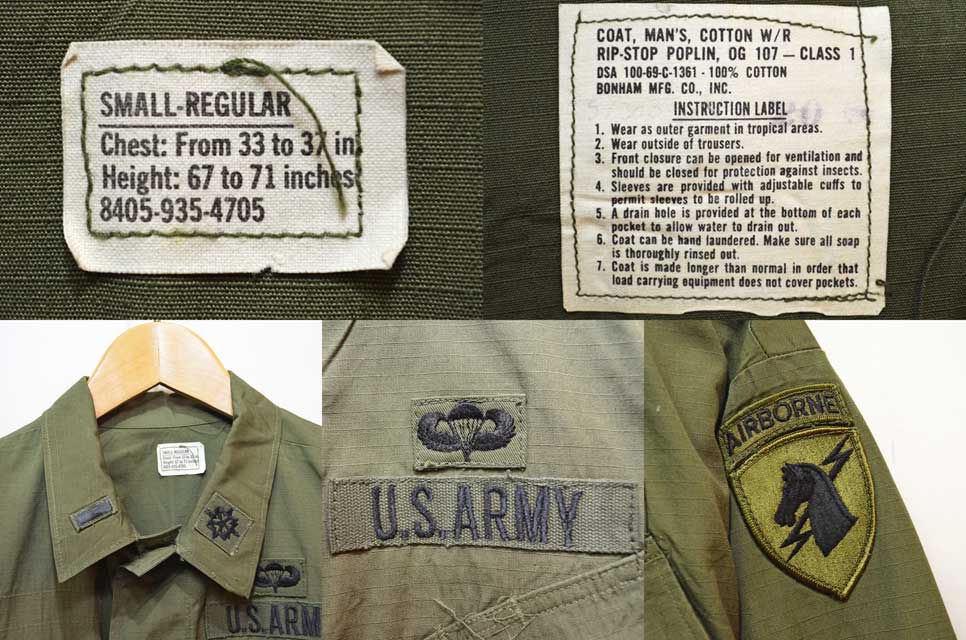 SMALL-REGULAR
Chest: From 33 to 37 in.
Height: 67 to 71 inches
8405-935-4705
COAT, MAN'S, COTTON W/R
RIP-STOP POPLIN, OG 107 — CLASS 1
DSA 100-69-C-1361 - 100% COTTON
BONHAM MFG. CO., INC.
INSTRUCTION LABEL
1. Wear as outer garment in tropical areas.
2. Wear outside of trousers.
3. Front closure can be opened for ventilation and
should be closed for protection against insects.
4. Sleeves are provided with adjustable cuffs to
permit sleeves to be rolled up.
5. A drain hole is provided at the bottom of each
pocket to allow water to drain out.
6. Coat can be hand laundered. Make sure all soap
is thoroughly rinsed out.
7. Coat is made longer than normal in order that
load carrying equipment does not cover pockets.
SMALL-REGULAR
U.S.ARM
U.S.ARMY
AIRBORNE